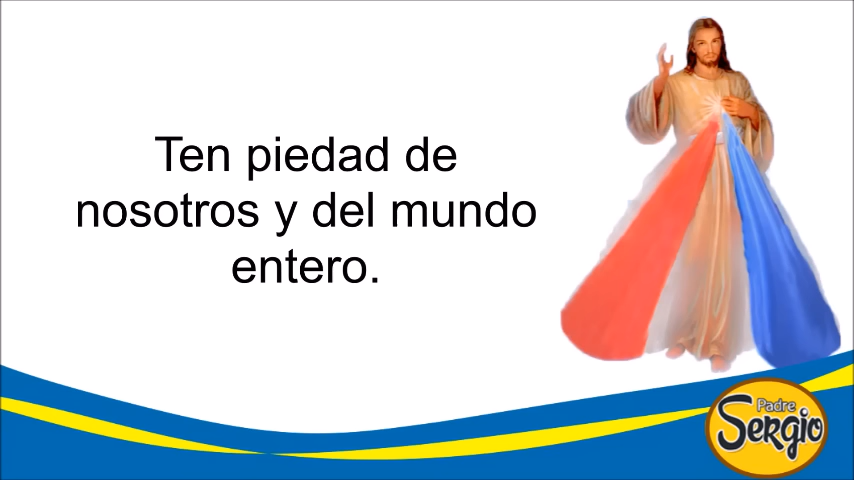 Ten piedad de
nosotros y del mundo
entero.
Padre
Sergio